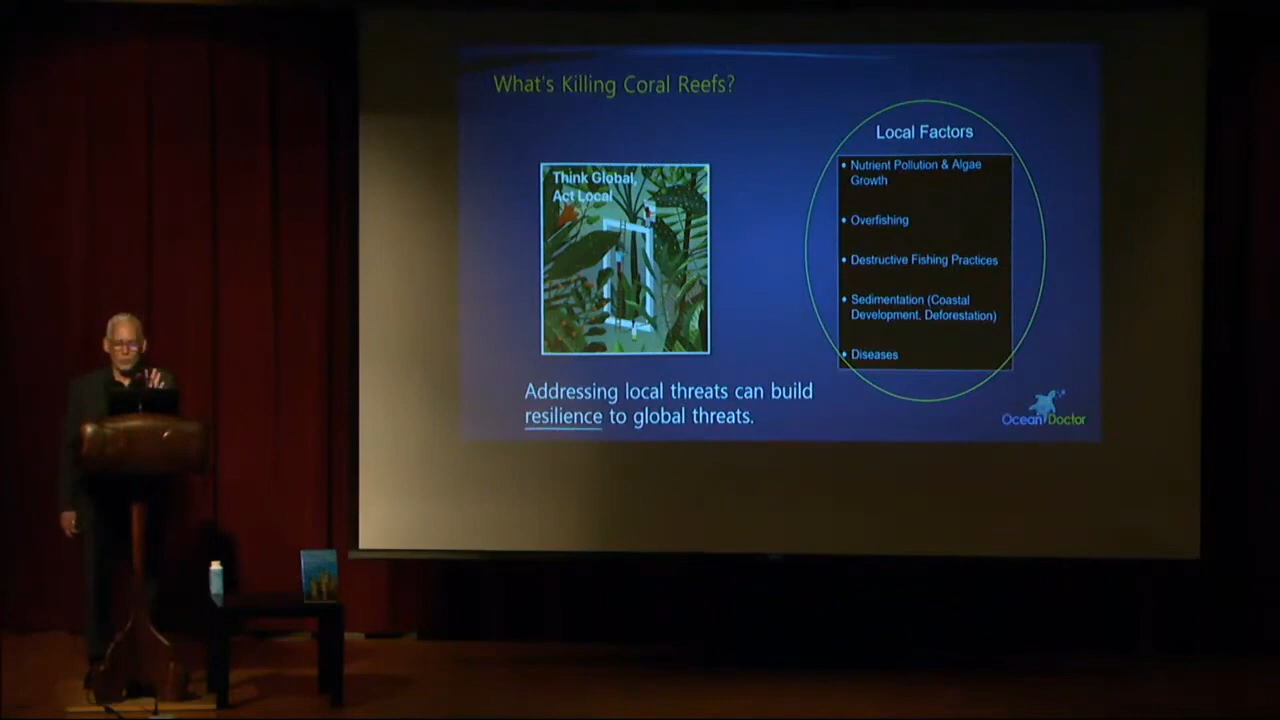 What's Killing Coral Reefs?
Think Global,
Act Local
Addressing local threats can build
resilience to global threats.
Local Factors
• Nutrient Pollution & Algae
Growth
• Overfishing
• Destructive Fishing Practices
• Sedimentation (Coastal
Development, Deforestation)
• Diseases
Ocean Doctor